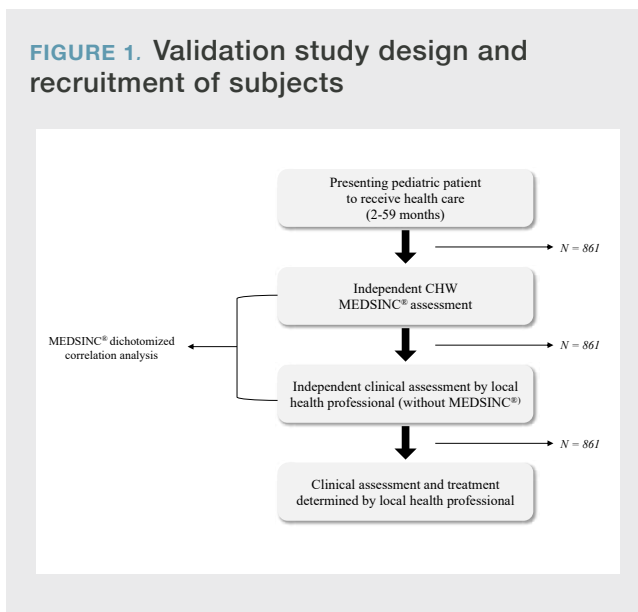 FIGURE 1. Validation study design and
recruitment of subjects
Presenting pediatric patient
to receive health care
(2-59 months)
N = 861
Independent CHW
MEDSINC® assessment
MEDSINC® dichotomized
correlation analysis
N = 861
Independent clinical assessment by local
health professional (without MEDSINC®)
N = 861
Clinical assessment and treatment
determined by local health professional